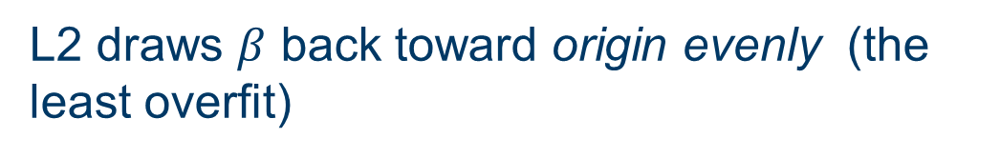 L2 draws β back toward origin evenly (the
least overfit)